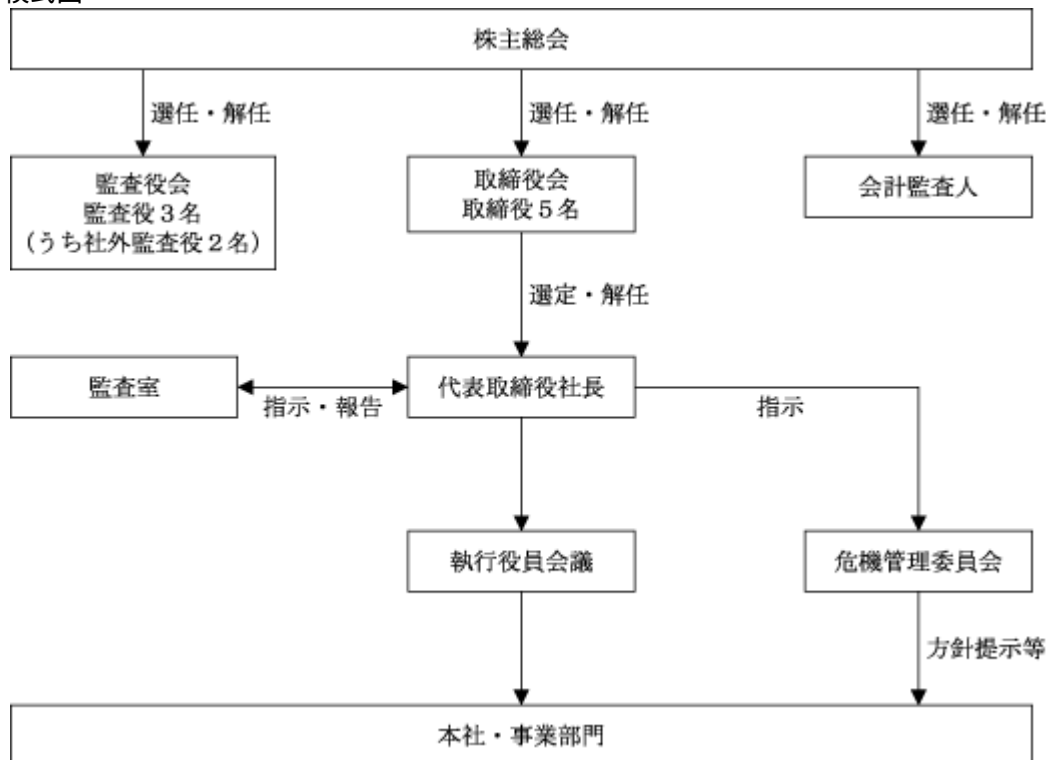 株主総会
選任・解任
選任・解任
選任・解任
監査役会
監査役３名
(うち社外監査役２名)
取締役会
取締役５名
会計監査人
選定・解任
監査室
指示・報告
代表取締役社長
指示
執行役員会議
危機管理委員会
方針提示等
本社・事業部門